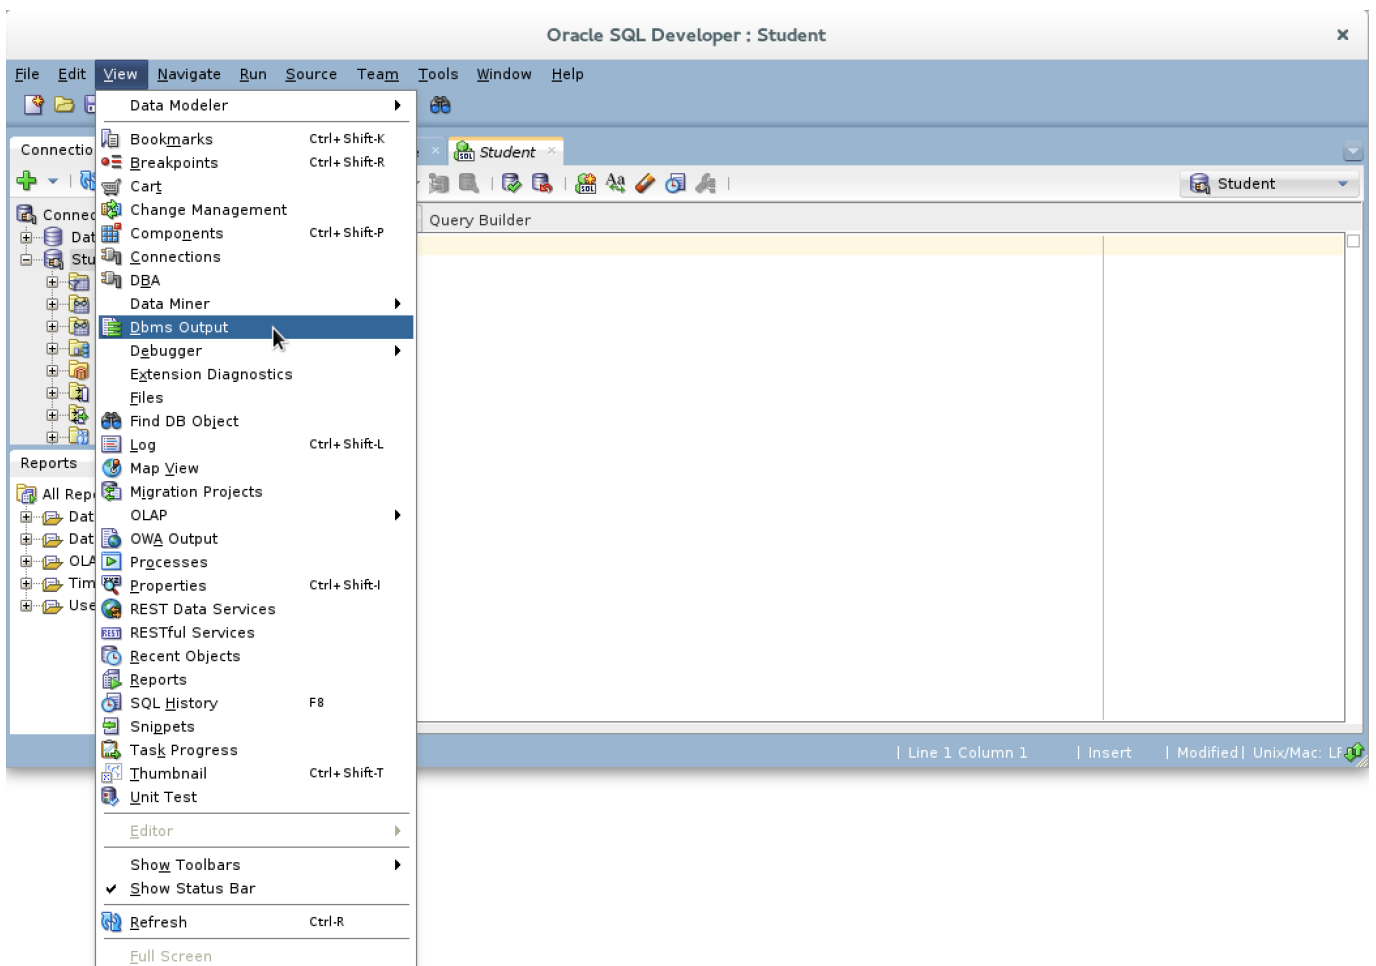 Oracle SQL Developer : Student
File Edit View Navigate Run Source Team Tools Window Help
Data Modeler
Bookmarks Ctrl+Shift-K
Breakpoints Ctrl+Shift-R
Cart
Change Management
Components Ctrl+Shift-P
Connections
DBA
Data Miner
Dbms Output
Debugger
Extension Diagnostics
Files
Find DB Object
Log Ctrl+Shift-L
Map View
Migration Projects
OLAP
OWA Output
Processes
Properties Ctrl+Shift-I
REST Data Services
RESTful Services
Recent Objects
Reports
SQL History F8
Snippets
Task Progress
Thumbnail Ctrl+Shift-T
Unit Test
Editor
Show Toolbars
Show Status Bar
Refresh Ctrl-R
Full Screen
Connectio
Connec
Dat
Stu
Reports
All Rep
Dat
Dat
OLA
Tim
Use
SQL Student
Student
Query Builder
| Line 1 Column 1 | Insert | Modified | Unix/Mac: LF